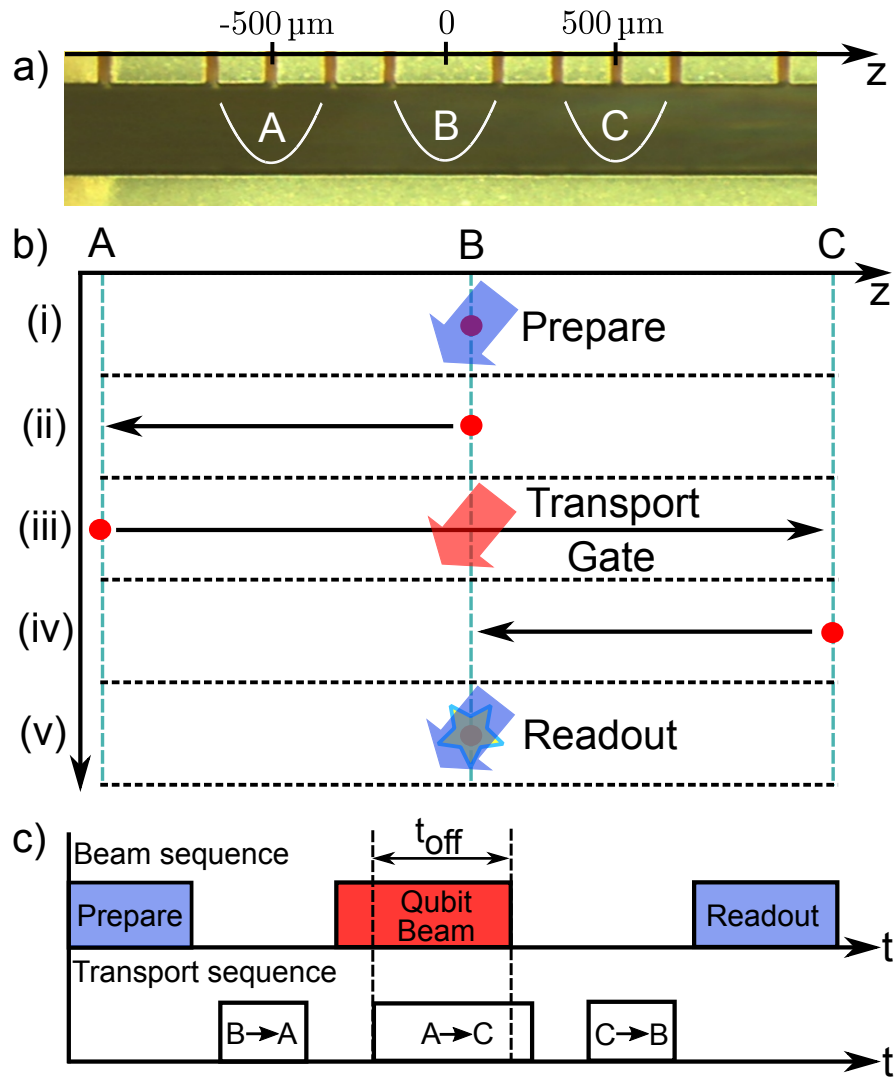 -500 µm 0 500 µm
a)
z
A B C
b) A B C
z
(i) Prepare
(ii)
(iii) Transport
Gate
(iv)
(v) Readout
c)
t_off
Beam sequence
Prepare Qubit
Beam Readout
t
Transport sequence
B→A A→C C→B
t